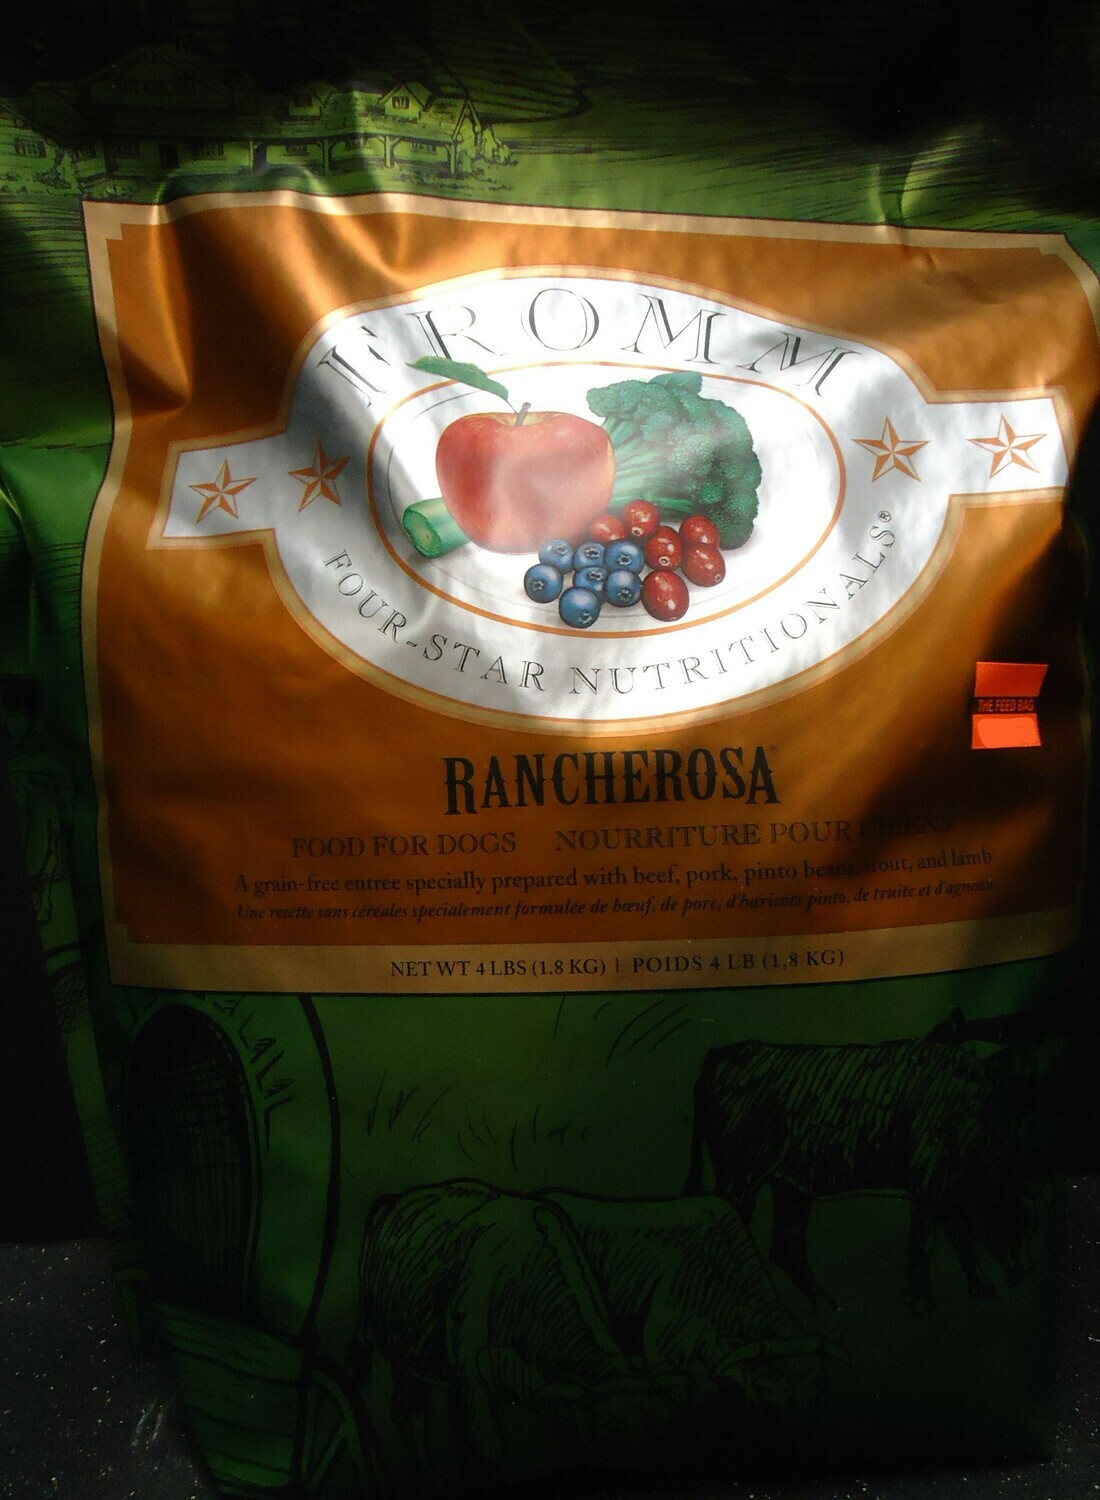 FROMM
FOUR-STAR NUTRITIONALS®
THE FEED BAG
RANCHEROSA
FOOD FOR DOGS NOURRITURE POUR CHIENS
A grain-free entrée specially prepared with beef, pork, pinto beans, trout, and lamb
Une recette sans céréales spécialement formulée de bœuf, de porc, d'haricots pinto, de truite et d'agneau
NET WT 4 LBS (1.8 KG) | POIDS 4 LB (1,8 KG)